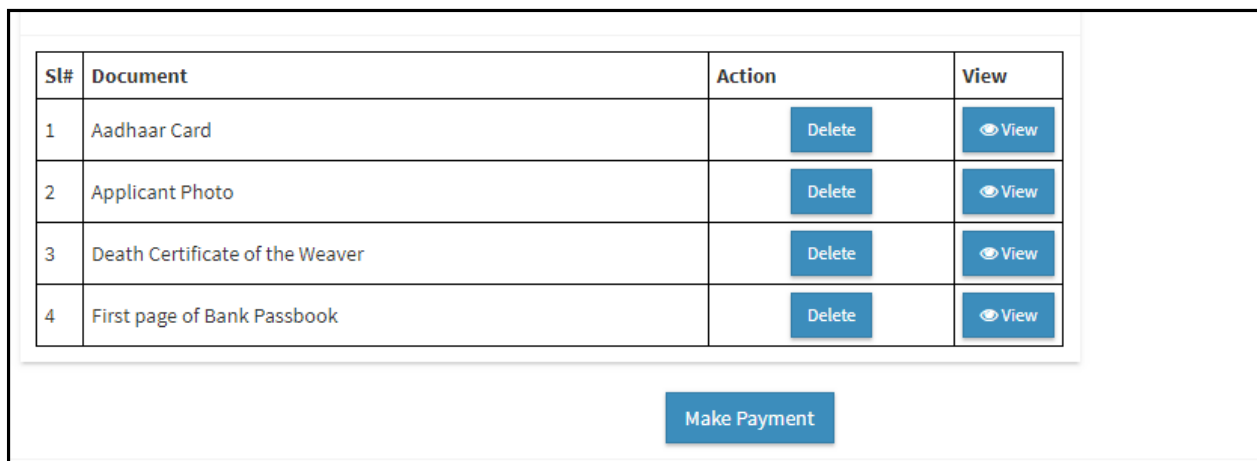 Sl# Document Action View
1 Aadhaar Card Delete View
2 Applicant Photo Delete View
3 Death Certificate of the Weaver Delete View
4 First page of Bank Passbook Delete View
Make Payment